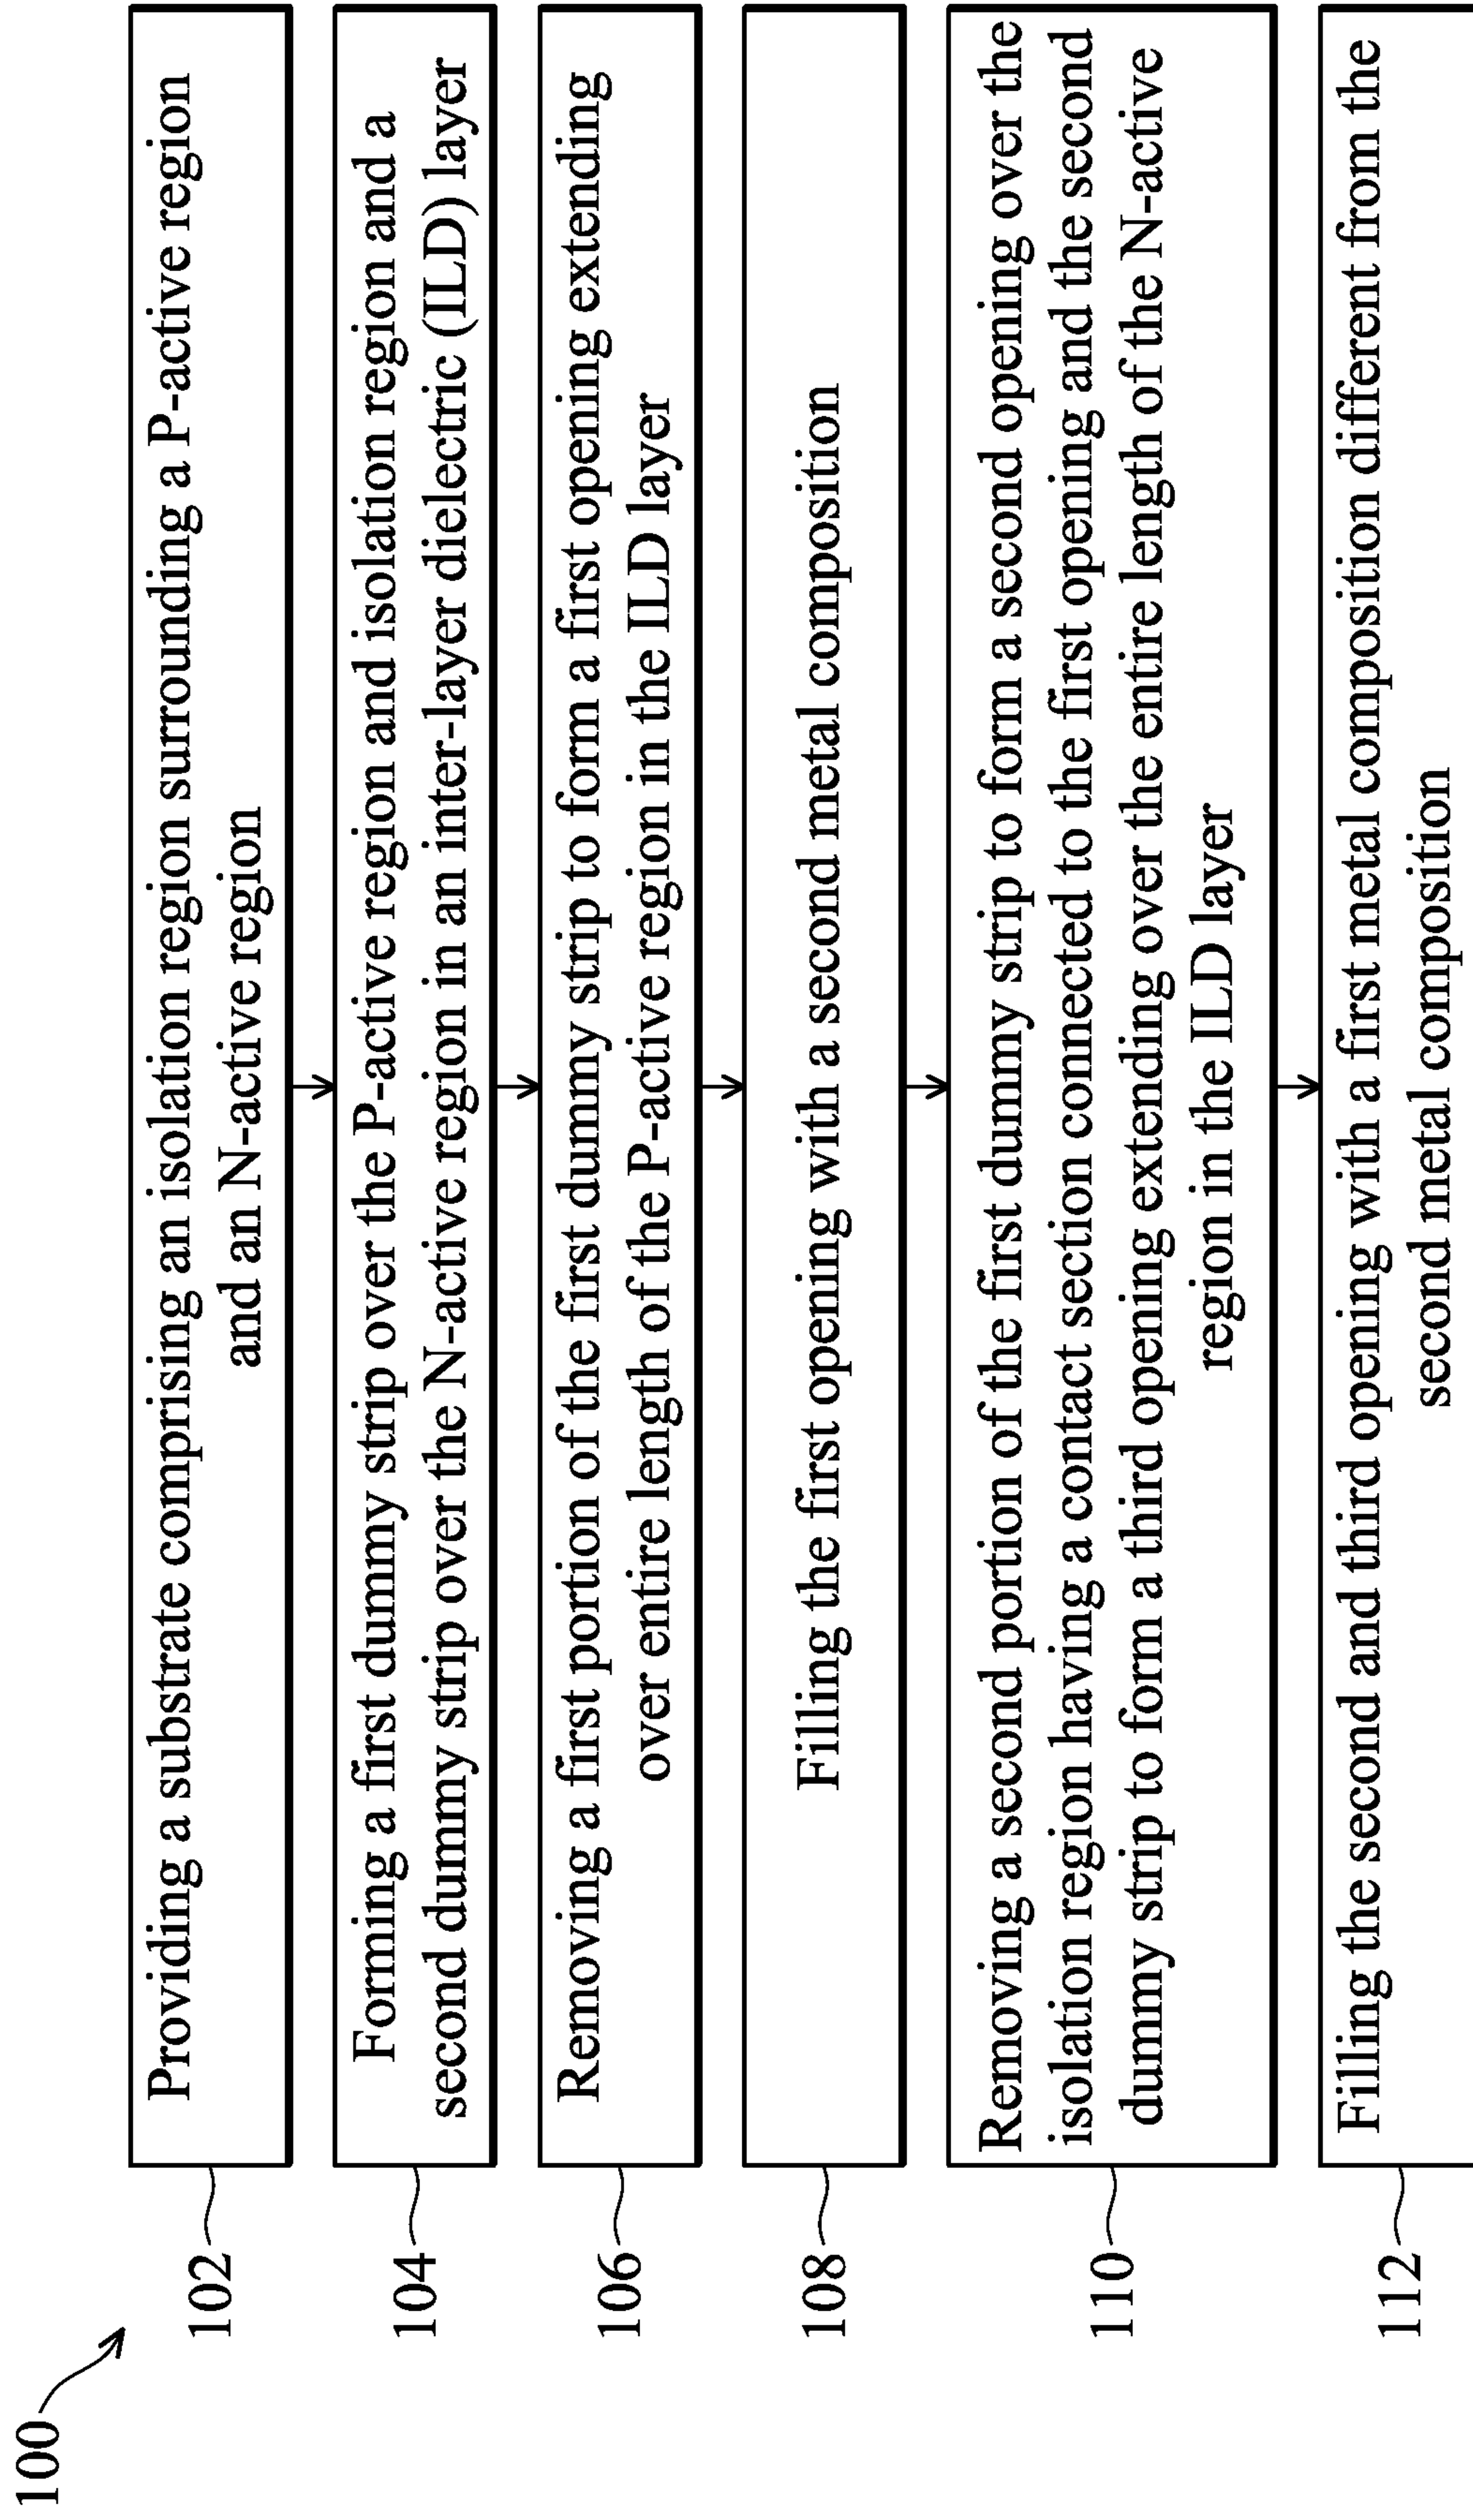 100
102
Providing a substrate comprising an isolation region surrounding a P-active region
and an N-active region
104
Forming a first dummy strip over the P-active region and isolation region and a
second dummy strip over the N-active region in an inter-layer dielectric (ILD) layer
106
Removing a first portion of the first dummy strip to form a first opening extending
over entire length of the P-active region in the ILD layer
108
Filling the first opening with a second metal composition
110
Removing a second portion of the first dummy strip to form a second opening over the
isolation region having a contact section connected to the first opening and the second
dummy strip to form a third opening extending over the entire length of the N-active
region in the ILD layer
112
Filling the second and third opening with a first metal composition different from the
second metal composition